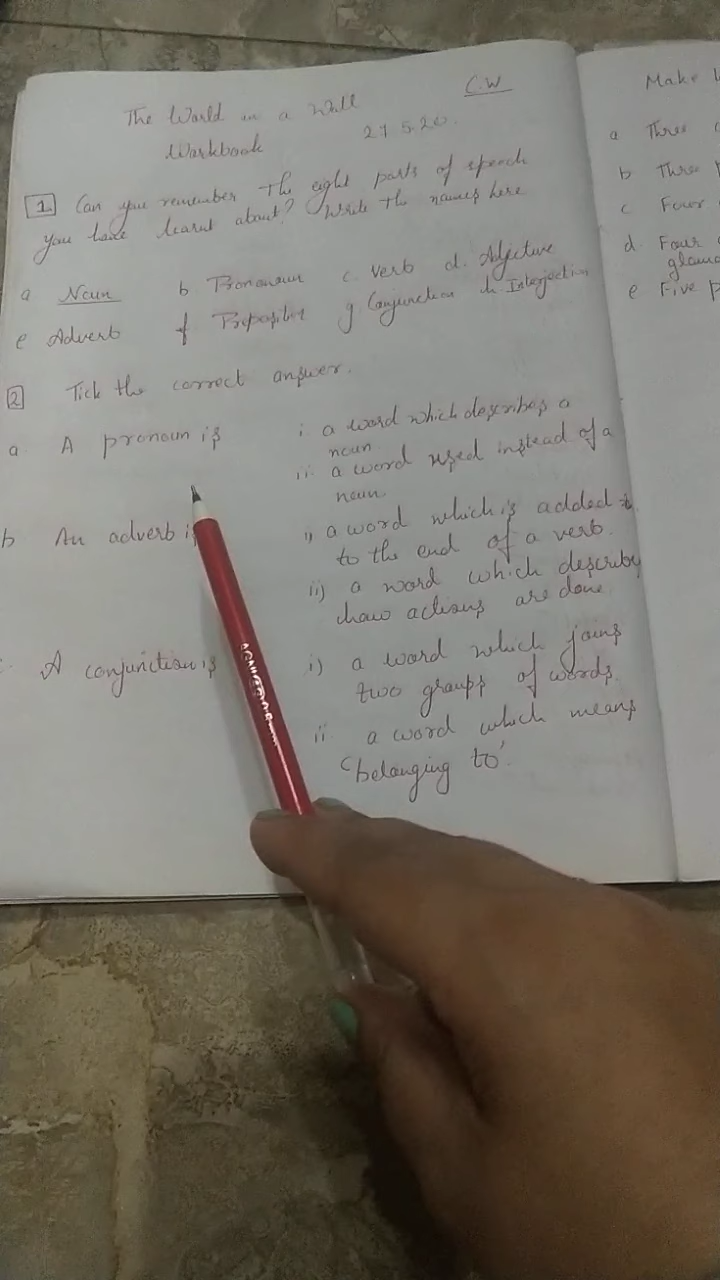 C.W
The World in a Wall
Workbook 27.5.20.
1. Can you remember the eight parts of speech
you have learnt about? Write the names here
a Noun b Pronoun c. Verb d. Adjective
e Adverb f Preposition g Conjunction h Interjection
2 Tick the correct answer.
a. A pronoun is i. a word which describes a
noun
ii. a word used instead of a
noun
b An adverb is i) a word which is added
to the end of a verb.
ii) a word which describs
how actions are done.
A conjunction is i) a word which joins
two groups of words.
ii. a word which means
'belonging to'.
Make
a Three
b Three
c Four
d. Four
e Five